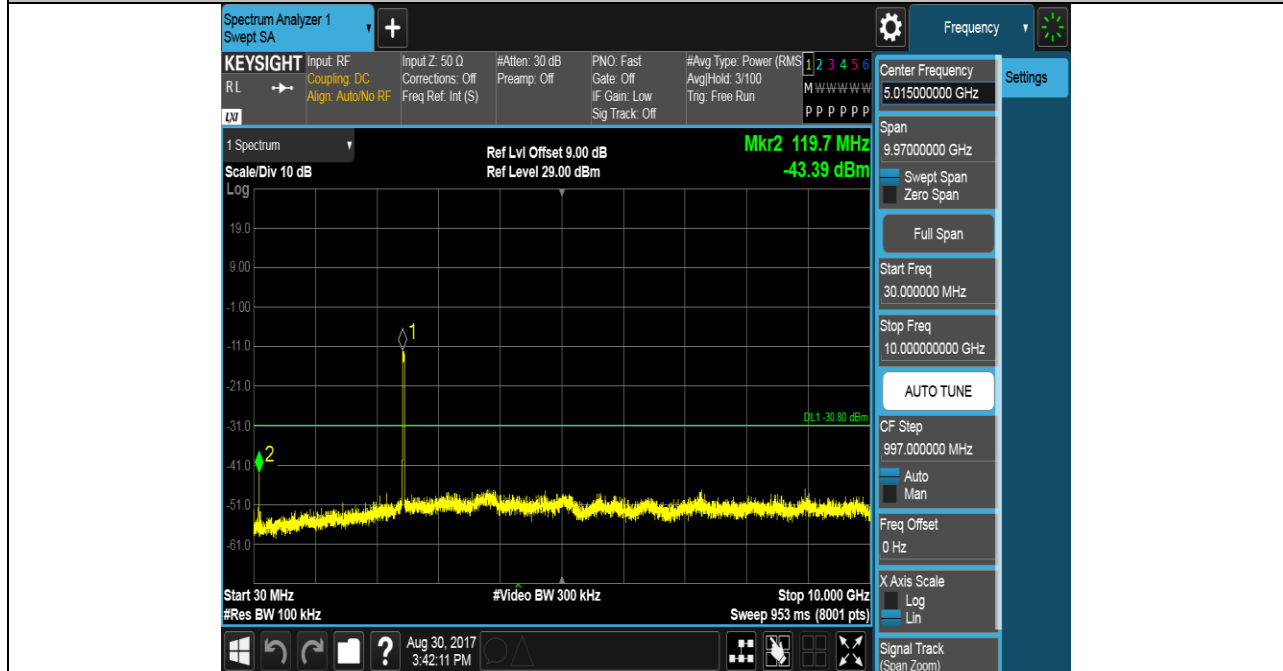 Spectrum Analyzer 1
Swept SA
+
Frequency
KEYSIGHT
RL
LXI
Input: RF
Coupling: DC
Align: Auto/No RF
Input Z: 50 Ω
Corrections: Off
Freq Ref: Int (S)
#Atten: 30 dB
Preamp: Off
PNO: Fast
Gate: Off
IF Gain: Low
Sig Track: Off
#Avg Type: Power (RMS
Avg|Hold: 3/100
Trig: Free Run
1 2 3 4 5 6
M W W W W W
P P P P P P
1 Spectrum
Scale/Div 10 dB
Log
Ref Lvl Offset 9.00 dB
Ref Level 29.00 dBm
Mkr2 119.7 MHz
-43.39 dBm
19.0
9.00
-1.00
-11.0
-21.0
-31.0
-41.0
-51.0
-61.0
1
2
DL1 -30.80 dBm
Start 30 MHz
#Res BW 100 kHz
#Video BW 300 kHz
Stop 10.000 GHz
Sweep 953 ms (8001 pts)
?
Aug 30, 2017
3:42:11 PM
Center Frequency
5.015000000 GHz
Settings
Span
9.97000000 GHz
Swept Span
Zero Span
Full Span
Start Freq
30.000000 MHz
Stop Freq
10.000000000 GHz
AUTO TUNE
CF Step
997.000000 MHz
Auto
Man
Freq Offset
0 Hz
X Axis Scale
Log
Lin
Signal Track
(Span Zoom)